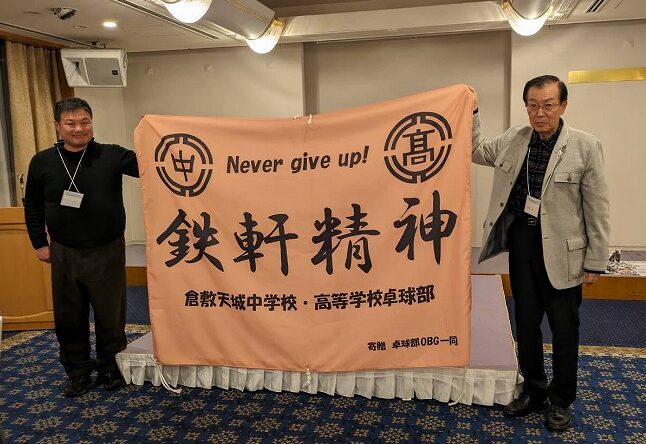 中
Never give up!
高
鉄軒精神
倉敷天城中学校・高等学校卓球部
寄贈 卓球部OBG一同